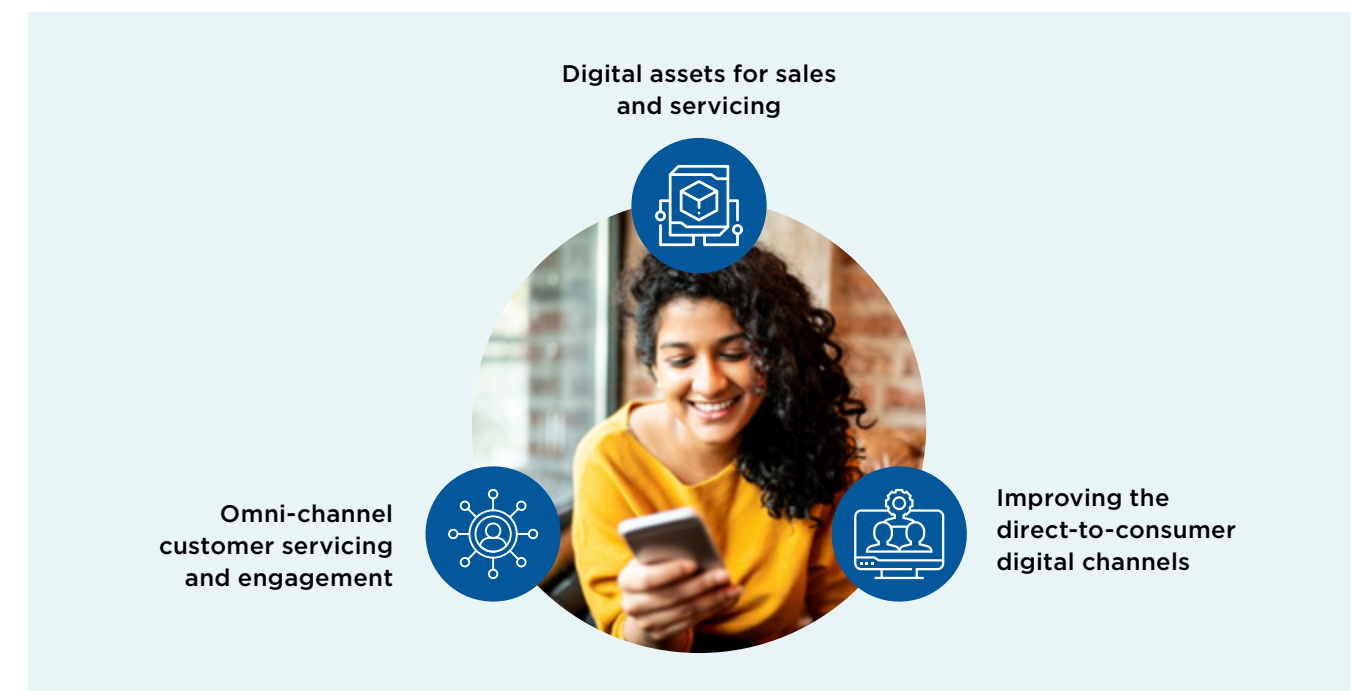 Digital assets for sales
and servicing
Omni-channel
customer servicing
and engagement
Improving the
direct-to-consumer
digital channels